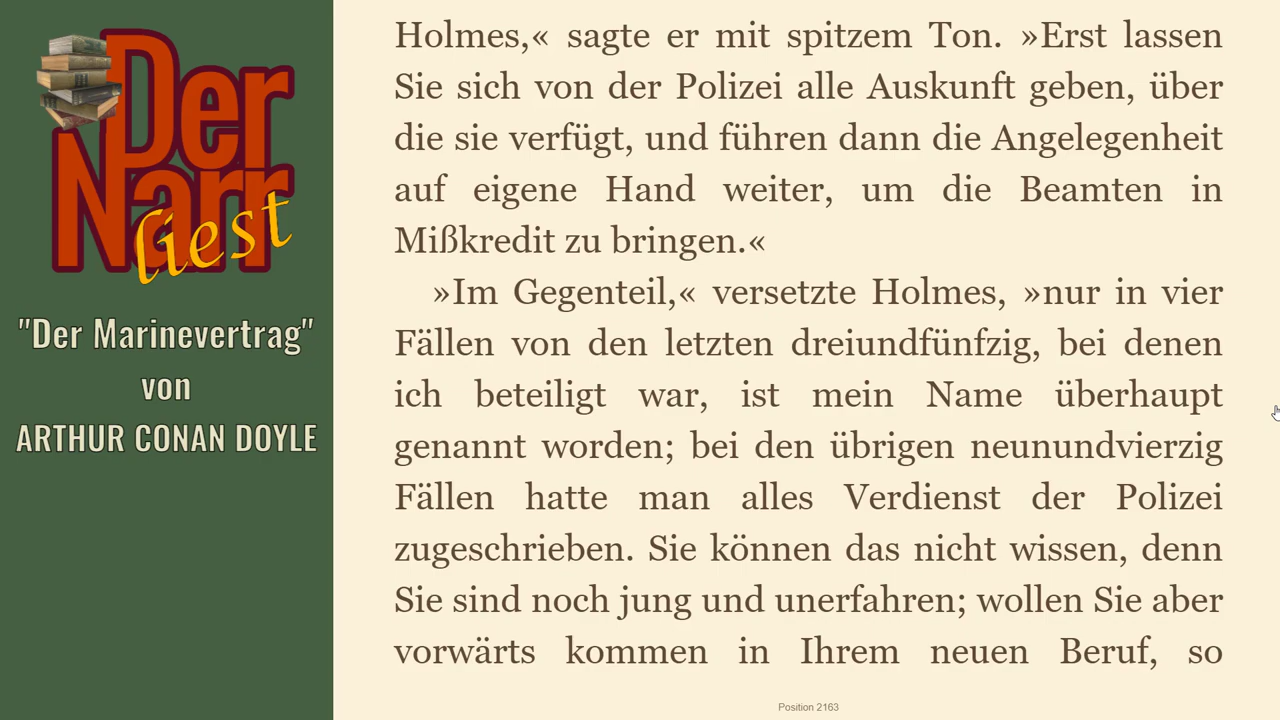 Der
Narr
liest
"Der Marinevertrag"
von
ARTHUR CONAN DOYLE
Holmes,« sagte er mit spitzem Ton. »Erst lassen
Sie sich von der Polizei alle Auskunft geben, über
die sie verfügt, und führen dann die Angelegenheit
auf eigene Hand weiter, um die Beamten in
Mißkredit zu bringen.«
»Im Gegenteil,« versetzte Holmes, »nur in vier
Fällen von den letzten dreiundfünfzig, bei denen
ich beteiligt war, ist mein Name überhaupt
genannt worden; bei den übrigen neunundvierzig
Fällen hatte man alles Verdienst der Polizei
zugeschrieben. Sie können das nicht wissen, denn
Sie sind noch jung und unerfahren; wollen Sie aber
vorwärts kommen in Ihrem neuen Beruf, so
Position 2163